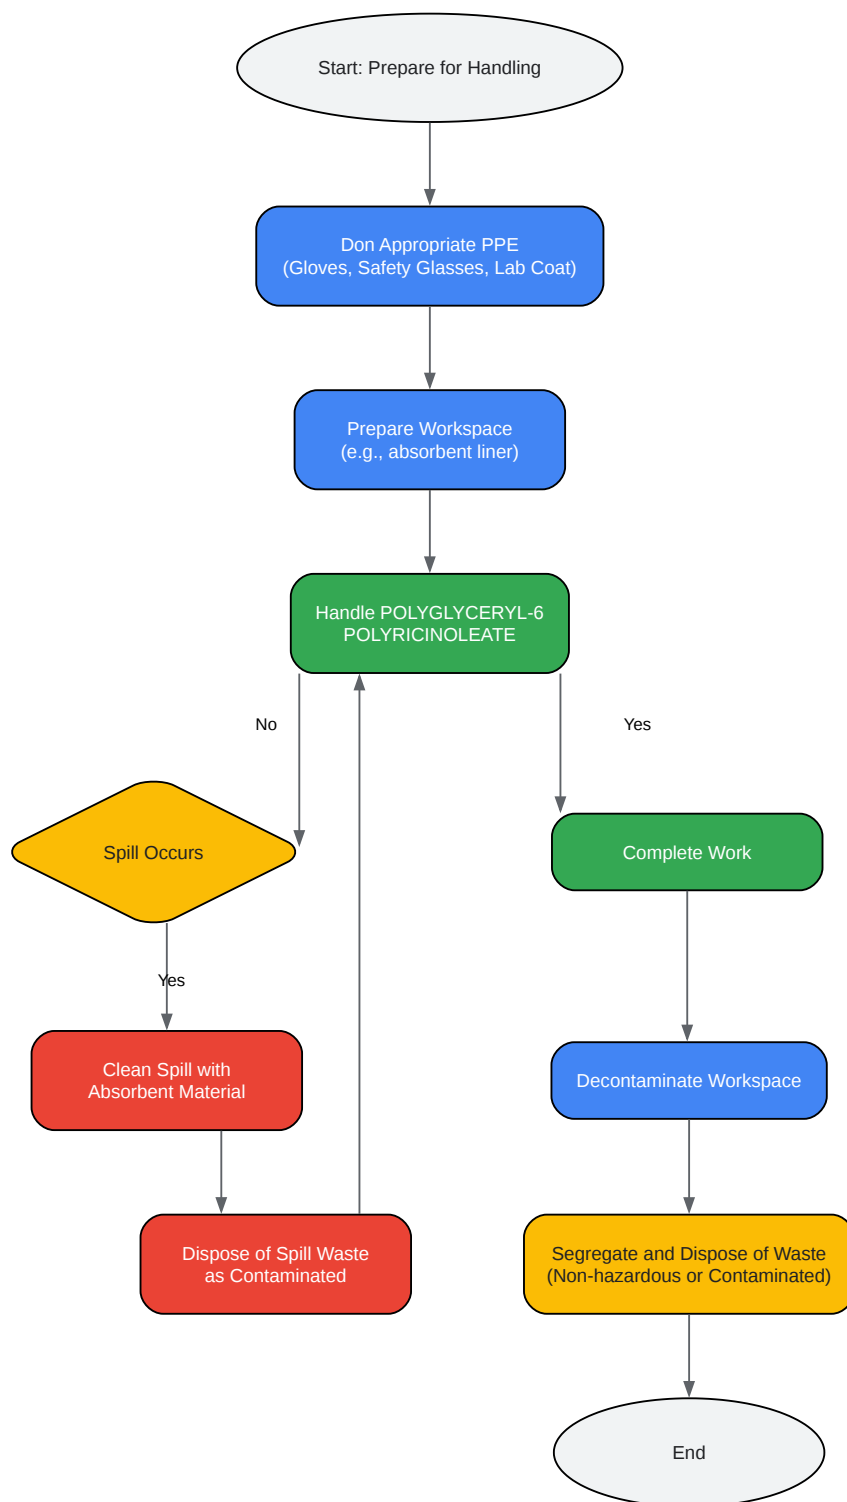 Start: Prepare for Handling
Don Appropriate PPE
(Gloves, Safety Glasses, Lab Coat)
Prepare Workspace
(e.g., absorbent liner)
Handle POLYGLYCERYL-6
POLYRICINOLEATE
No
Yes
Spill Occurs
Complete Work
Yes
Clean Spill with
Absorbent Material
Decontaminate Workspace
Dispose of Spill Waste
as Contaminated
Segregate and Dispose of Waste
(Non-hazardous or Contaminated)
End